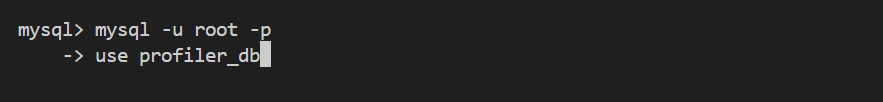 mysql> mysql -u root -p
-> use profiler_db